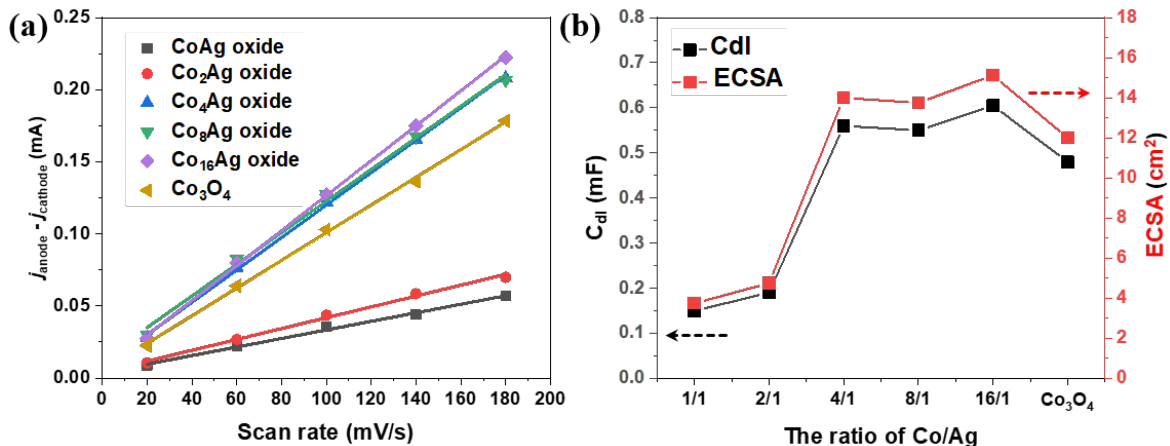 (a)
0.25
0.20
0.15
0.10
0.05
0.00
j_anode - j_cathode (mA)
CoAg oxide
Co₂Ag oxide
Co₄Ag oxide
Co₈Ag oxide
Co₁₆Ag oxide
Co₃O₄
0 20 40 60 80 100 120 140 160 180 200
Scan rate (mV/s)
(b)
0.8
0.7
0.6
0.5
0.4
0.3
0.2
0.1
0.0
C_dl (mF)
Cdl
ECSA
18
16
14
12
10
8
6
4
2
0
ECSA (cm²)
1/1 2/1 4/1 8/1 16/1 Co₃O₄
The ratio of Co/Ag